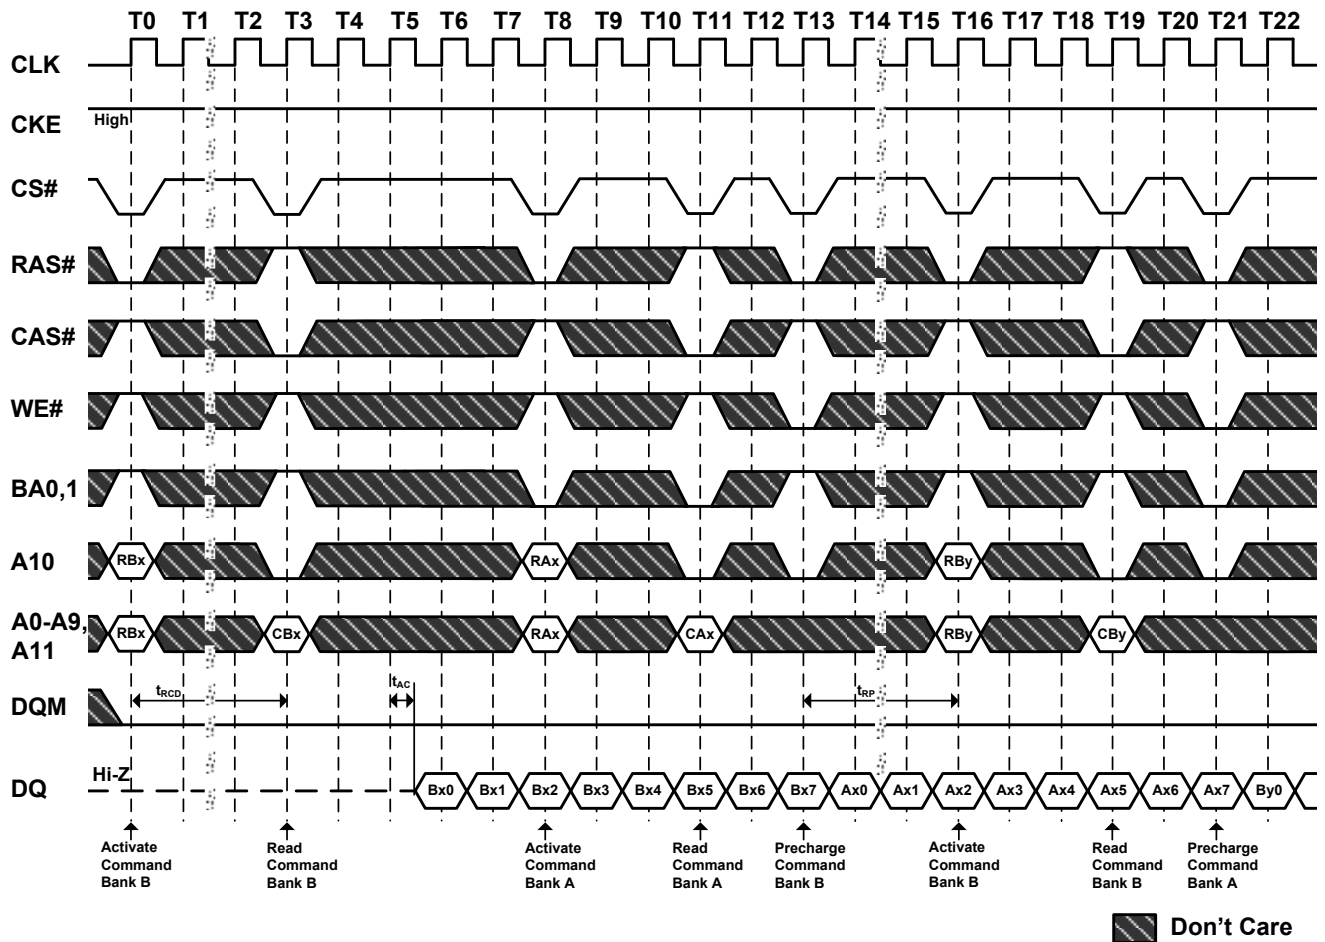 T0 T1 T2 T3 T4 T5 T6 T7 T8 T9 T10 T11 T12 T13 T14 T15 T16 T17 T18 T19 T20 T21 T22
CLK
CKE High
CS#
RAS#
CAS#
WE#
BA0,1
A10 RBx RAx RBy
A0-A9, RBx CBx RAx CAx RBy CBy
A11
DQM tRCD tAC tRP
DQ Hi-Z Bx0 Bx1 Bx2 Bx3 Bx4 Bx5 Bx6 Bx7 Ax0 Ax1 Ax2 Ax3 Ax4 Ax5 Ax6 Ax7 By0
Activate
Command
Bank B
Read
Command
Bank B
Activate
Command
Bank A
Read
Command
Bank A
Precharge
Command
Bank B
Activate
Command
Bank B
Read
Command
Bank B
Precharge
Command
Bank A
Don't Care